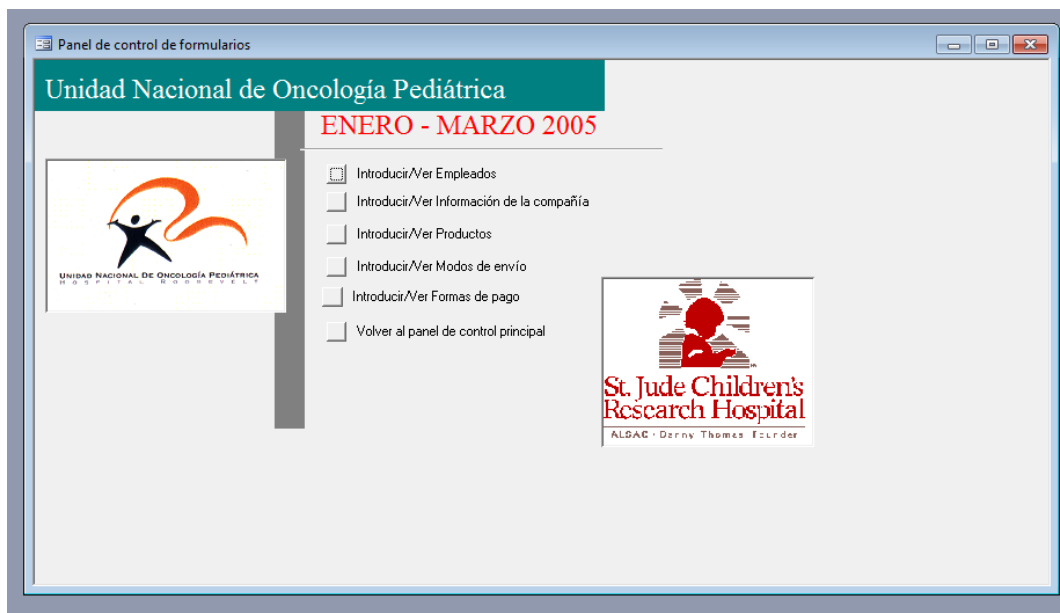 Panel de control de formularios
Unidad Nacional de Oncología Pediátrica
ENERO - MARZO 2005
Introducir/Ver Empleados
Introducir/Ver Información de la compañía
Introducir/Ver Productos
Introducir/Ver Modos de envío
Introducir/Ver Formas de pago
Volver al panel de control principal
UNIDAD NACIONAL DE ONCOLOGÍA PEDIÁTRICA
HOSPITAL ROOSEVELT
St. Jude Children's
Research Hospital
ALSAC · Danny Thomas Founder